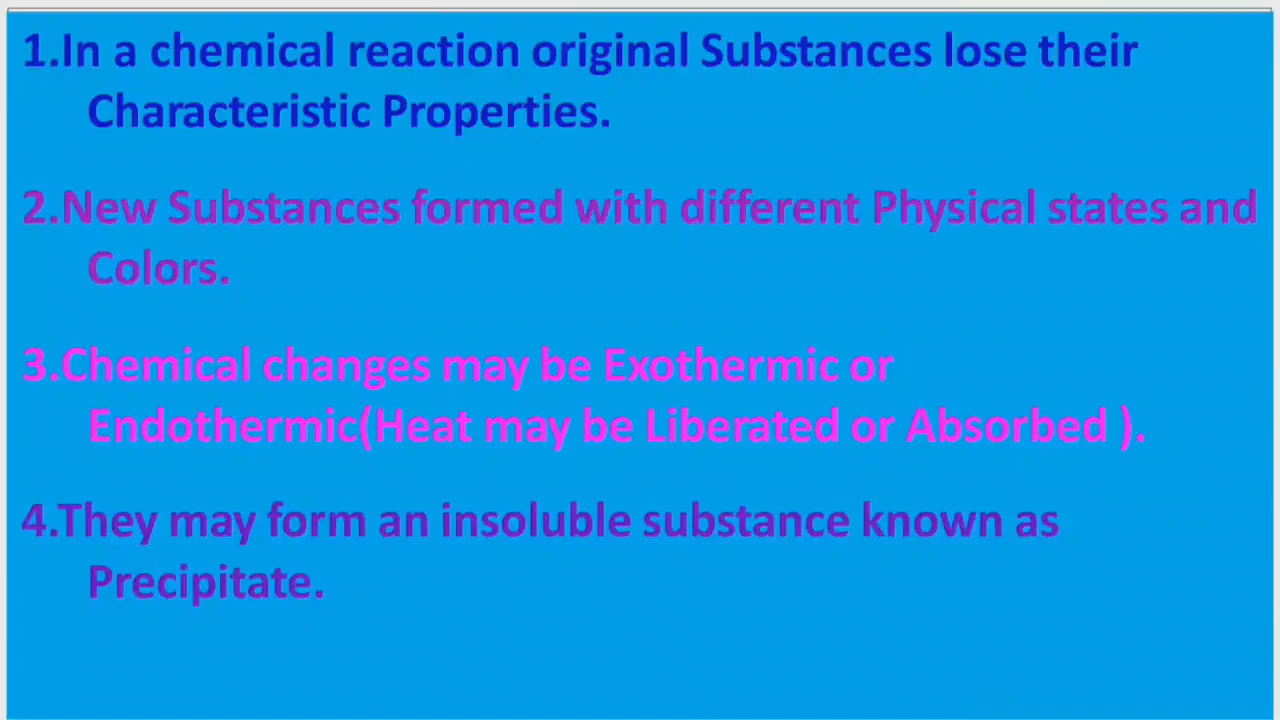 1.In a chemical reaction original Substances lose their
Characteristic Properties.
2.New Substances formed with different Physical states and
Colors.
3.Chemical changes may be Exothermic or
Endothermic(Heat may be Liberated or Absorbed ).
4.They may form an insoluble substance known as
Precipitate.